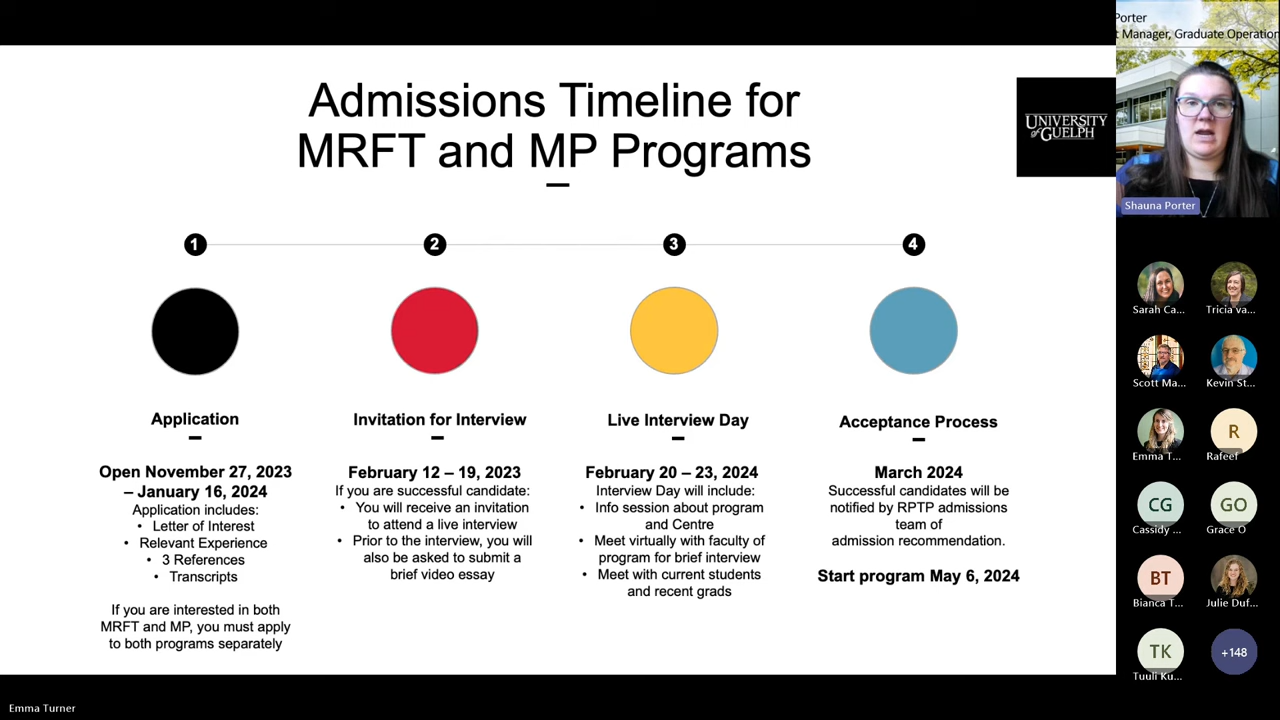 Admissions Timeline for
MRFT and MP Programs
UNIVERSITY
of GUELPH
1
2
3
4
Application
Open November 27, 2023
– January 16, 2024
Application includes:
• Letter of Interest
• Relevant Experience
• 3 References
• Transcripts
If you are interested in both
MRFT and MP, you must apply
to both programs separately
Invitation for Interview
February 12 – 19, 2023
If you are successful candidate:
• You will receive an invitation
to attend a live interview
• Prior to the interview, you will
also be asked to submit a
brief video essay
Live Interview Day
February 20 – 23, 2024
Interview Day will include:
• Info session about program
and Centre
• Meet virtually with faculty of
program for brief interview
• Meet with current students
and recent grads
Acceptance Process
March 2024
Successful candidates will be
notified by RPTP admissions
team of
admission recommendation.
Start program May 6, 2024
Porter
t Manager, Graduate Operation
Shauna Porter
Sarah Ca...
Tricia va...
Scott Ma...
Kevin St...
Emma T...
R
Rafeef
CG
Cassidy ...
GO
Grace O
BT
Bianca T...
Julie Duf...
TK
Tuuli Ku...
+148
Emma Turner